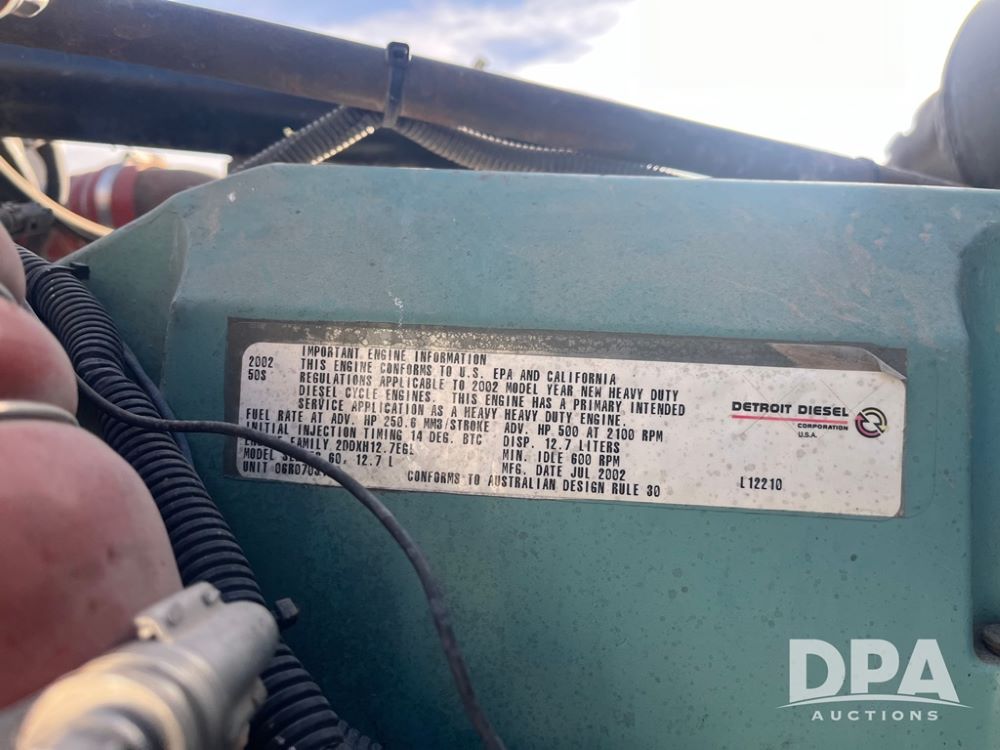 IMPORTANT ENGINE INFORMATION
2002 THIS ENGINE CONFORMS TO U.S. EPA AND CALIFORNIA
50S REGULATIONS APPLICABLE TO 2002 MODEL YEAR NEW HEAVY DUTY
DIESEL CYCLE ENGINES. THIS ENGINE HAS A PRIMARY INTENDED
SERVICE APPLICATION AS A HEAVY HEAVY DUTY ENGINE.
FUEL RATE AT ADV. HP 250.6 MM3/STROKE ADV. HP 500 AT 2100 RPM
INITIAL INJECTION TIMING 14 DEG. BTC DISP. 12.7 LITERS
FAMILY 2DDXH12.7EGL MIN. IDLE 600 RPM
MODEL 60, 12.7 L MFG. DATE JUL 2002
UNIT CONFORMS TO AUSTRALIAN DESIGN RULE 30
L12210
DETROIT DIESEL
CORPORATION
U.S.A.
DPA
AUCTIONS